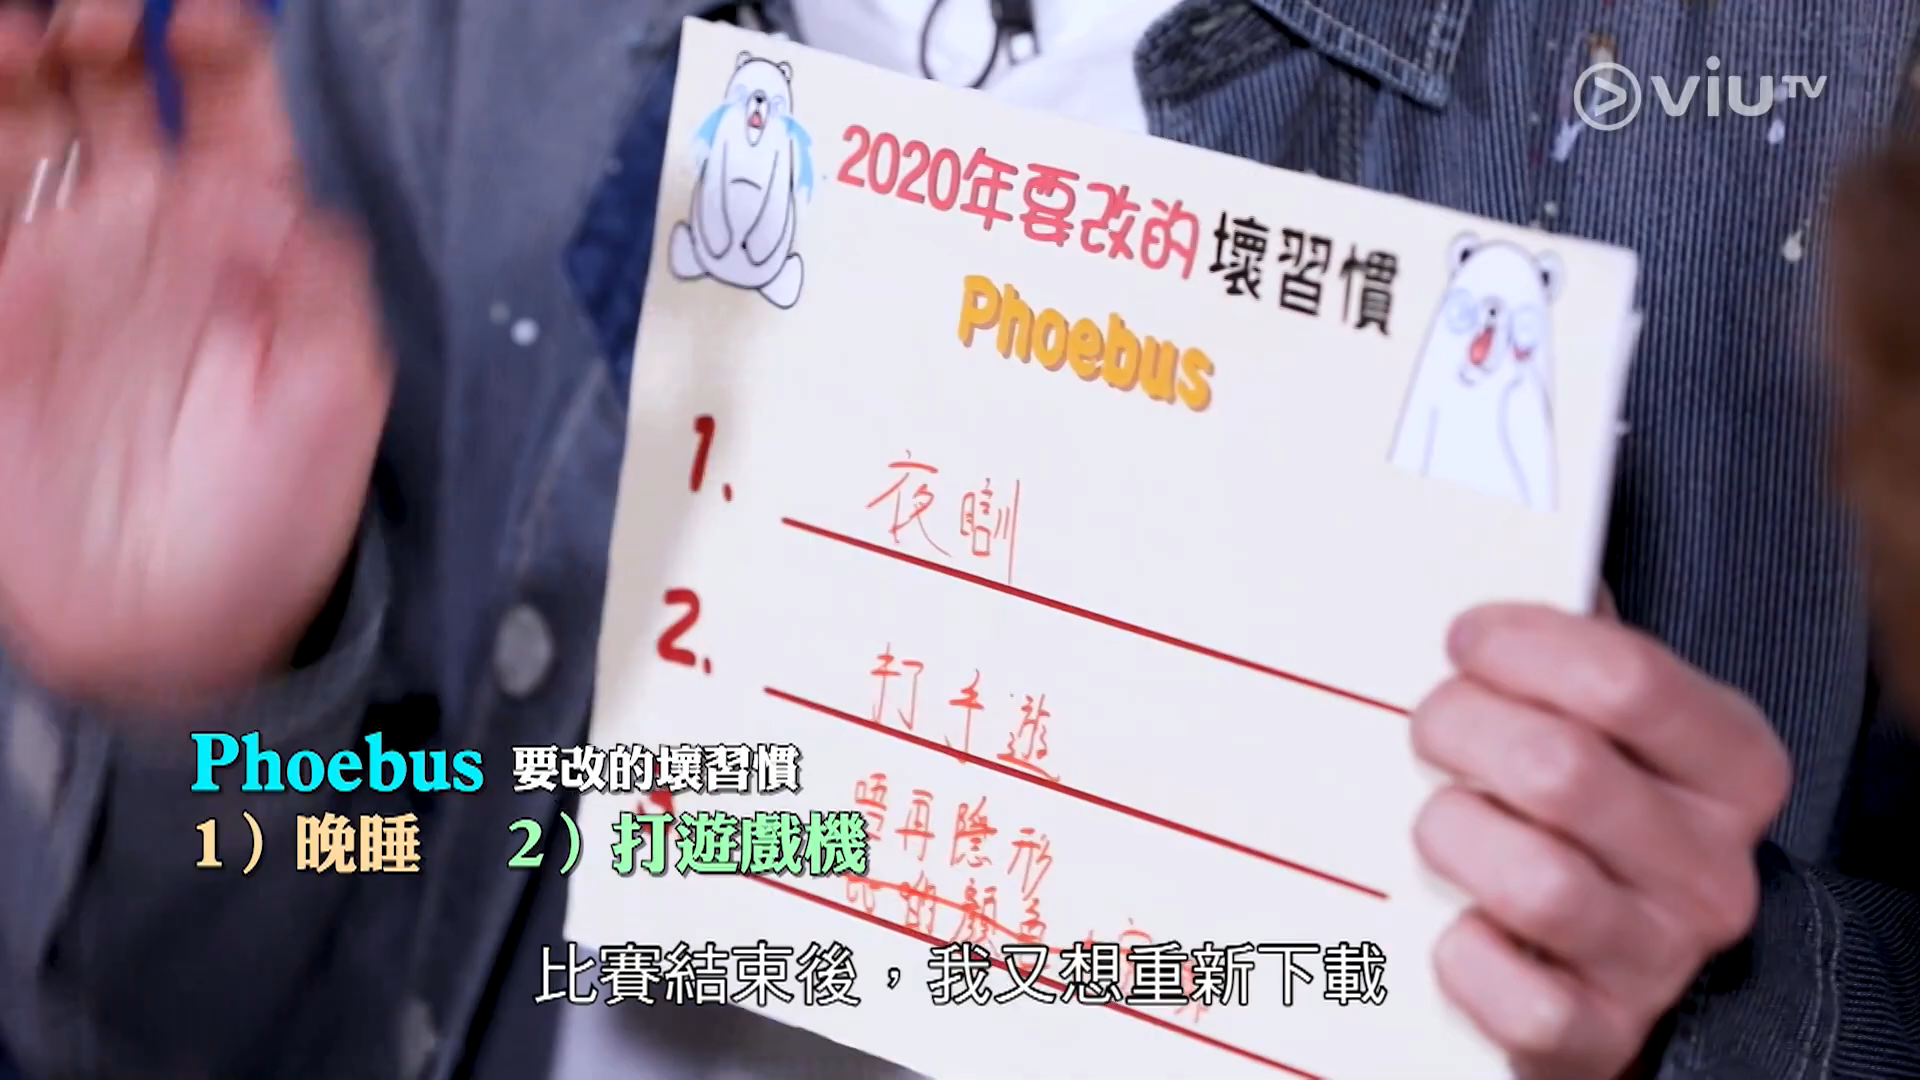 viu TV
2020年要改的壞習慣
Phoebus
1. 夜瞓
2. 打手遊
唔再隱形
Phoebus 要改的壞習慣
1）晚睡 2）打遊戲機
比賽結束後，我又想重新下載